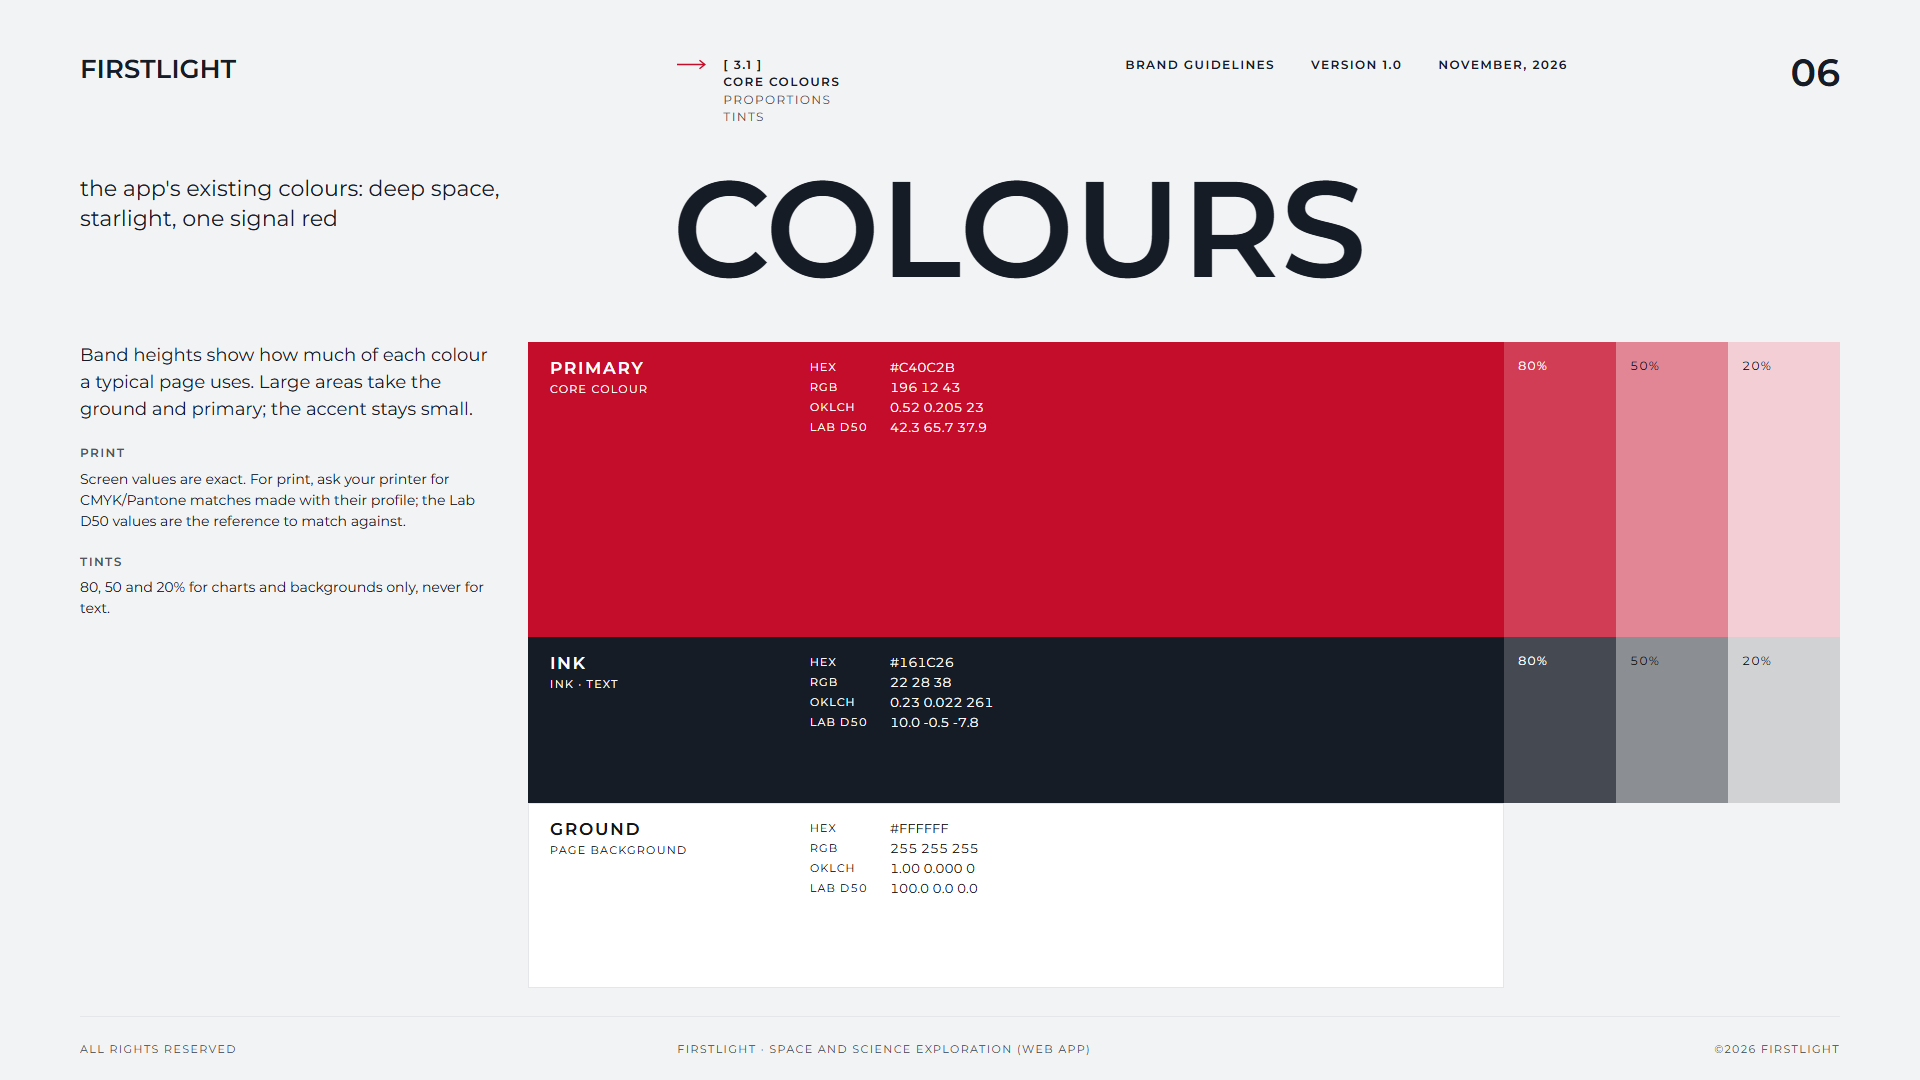 FIRSTLIGHT
[ 3.1 ]
CORE COLOURS
PROPORTIONS
TINTS
BRAND GUIDELINES
VERSION 1.0
NOVEMBER, 2026
06
the app's existing colours: deep space,
starlight, one signal red
COLOURS
Band heights show how much of each colour
a typical page uses. Large areas take the
ground and primary; the accent stays small.
PRINT
Screen values are exact. For print, ask your printer for
CMYK/Pantone matches made with their profile; the Lab
D50 values are the reference to match against.
TINTS
80, 50 and 20% for charts and backgrounds only, never for
text.
PRIMARY
CORE COLOUR
HEX #C40C2B
RGB 196 12 43
OKLCH 0.52 0.205 23
LAB D50 42.3 65.7 37.9
80%
50%
20%
INK
INK · TEXT
HEX #161C26
RGB 22 28 38
OKLCH 0.23 0.022 261
LAB D50 10.0 -0.5 -7.8
80%
50%
20%
GROUND
PAGE BACKGROUND
HEX #FFFFFF
RGB 255 255 255
OKLCH 1.00 0.000 0
LAB D50 100.0 0.0 0.0
ALL RIGHTS RESERVED
FIRSTLIGHT · SPACE AND SCIENCE EXPLORATION (WEB APP)
©2026 FIRSTLIGHT